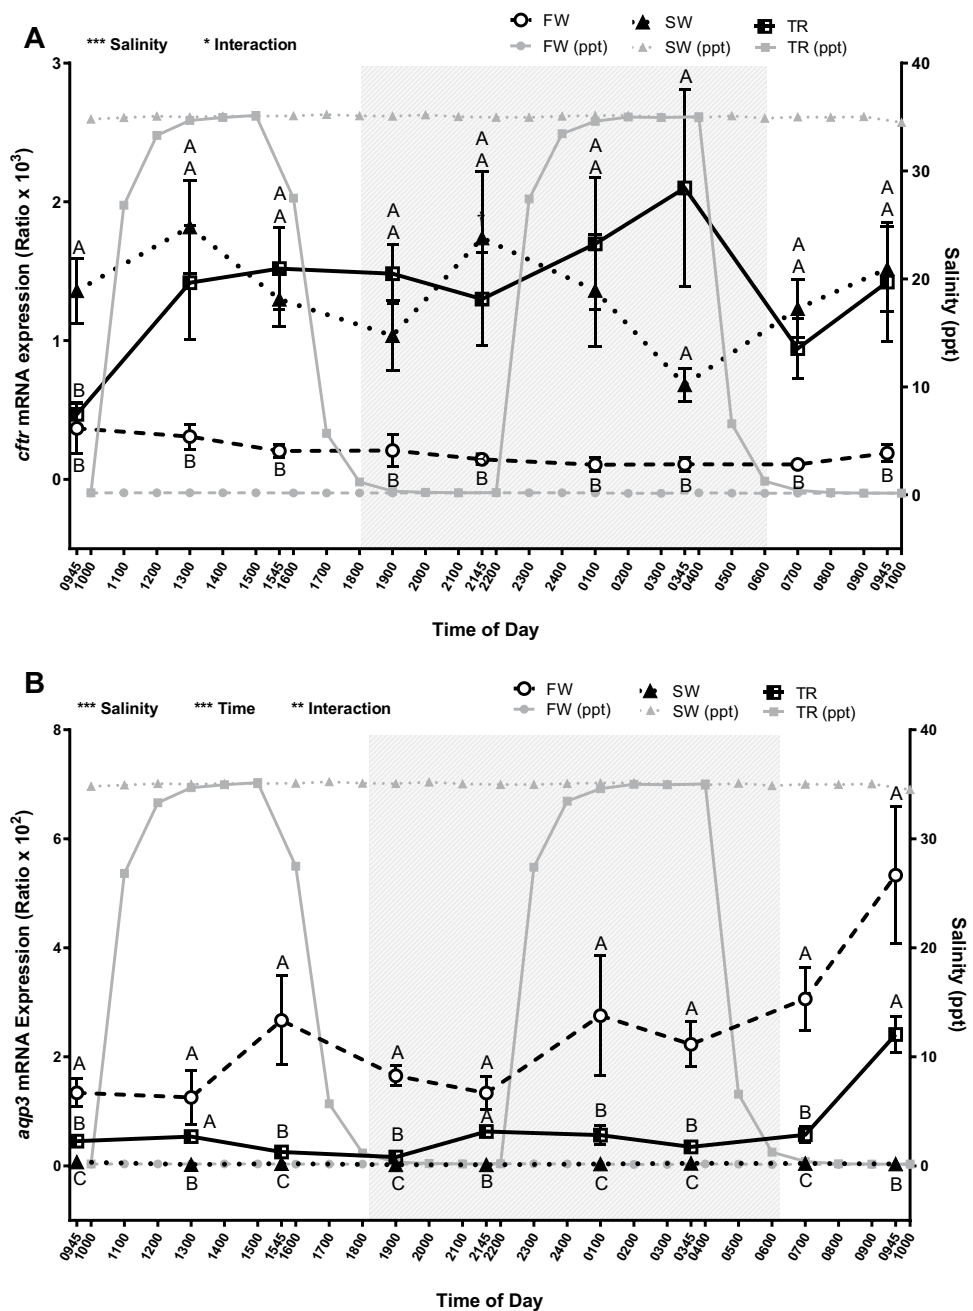 A
*** Salinity * Interaction
FW SW TR
FW (ppt) SW (ppt) TR (ppt)
3 40
A
A A
A A A
A A A A A
A A A
2 30
A A
A
1 20
A
B 10
0 0
B B B B B B B B B
cftr mRNA expression (Ratio x 10³)
Salinity (ppt)
0945 1000 1100 1200 1300 1400 1545 1600 1700 1800 1900 2000 2100 2145 2200 2300 2400 0100 0200 0300 0345 0400 0500 0600 0700 0800 0900 0945 1000
Time of Day
B
*** Salinity *** Time ** Interaction
FW SW TR
FW (ppt) SW (ppt) TR (ppt)
8 40
A
6 30
A A A
4 20
A
A A A A A
2 10
B A B B A B B B
0 0
C B C C B C C C B
aqp3 mRNA Expression (Ratio x 10²)
Salinity (ppt)
0945 1000 1100 1200 1300 1400 1545 1600 1700 1800 1900 2000 2100 2145 2200 2300 2400 0100 0200 0300 0345 0400 0500 0600 0700 0800 0900 0945 1000
Time of Day